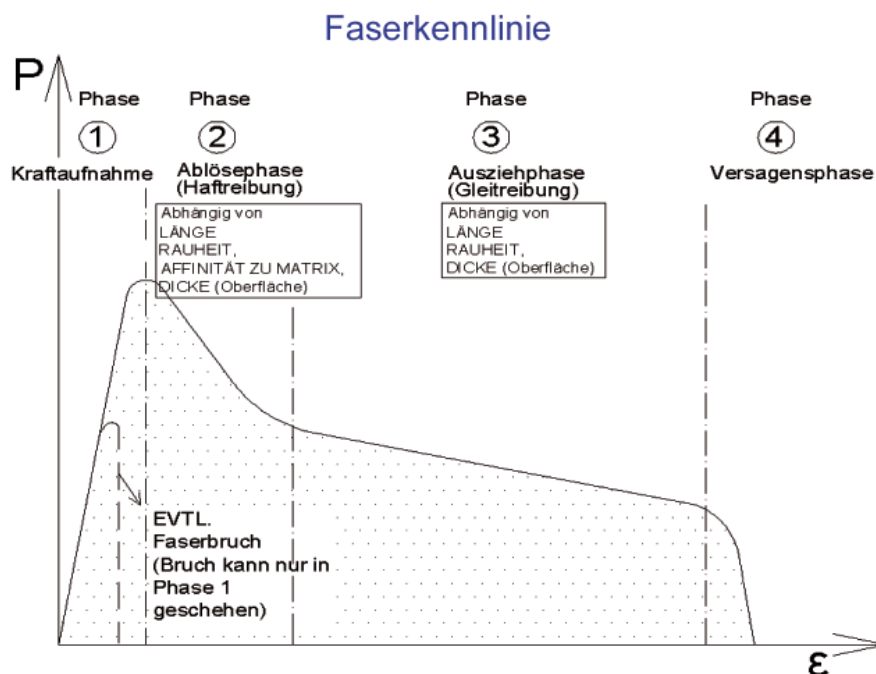 Faserkennlinie
P
Phase
1
Kraftaufnahme
Phase
2
Ablösephase
(Haftreibung)
Abhängig von
LÄNGE
RAUHEIT,
AFFINITÄT ZU MATRIX,
DICKE (Oberfläche)
Phase
3
Ausziehphase
(Gleitreibung)
Abhängig von
LÄNGE
RAUHEIT,
DICKE (Oberfläche)
Phase
4
Versagensphase
EVTL.
Faserbruch
(Bruch kann nur in
Phase 1
geschehen)
ε